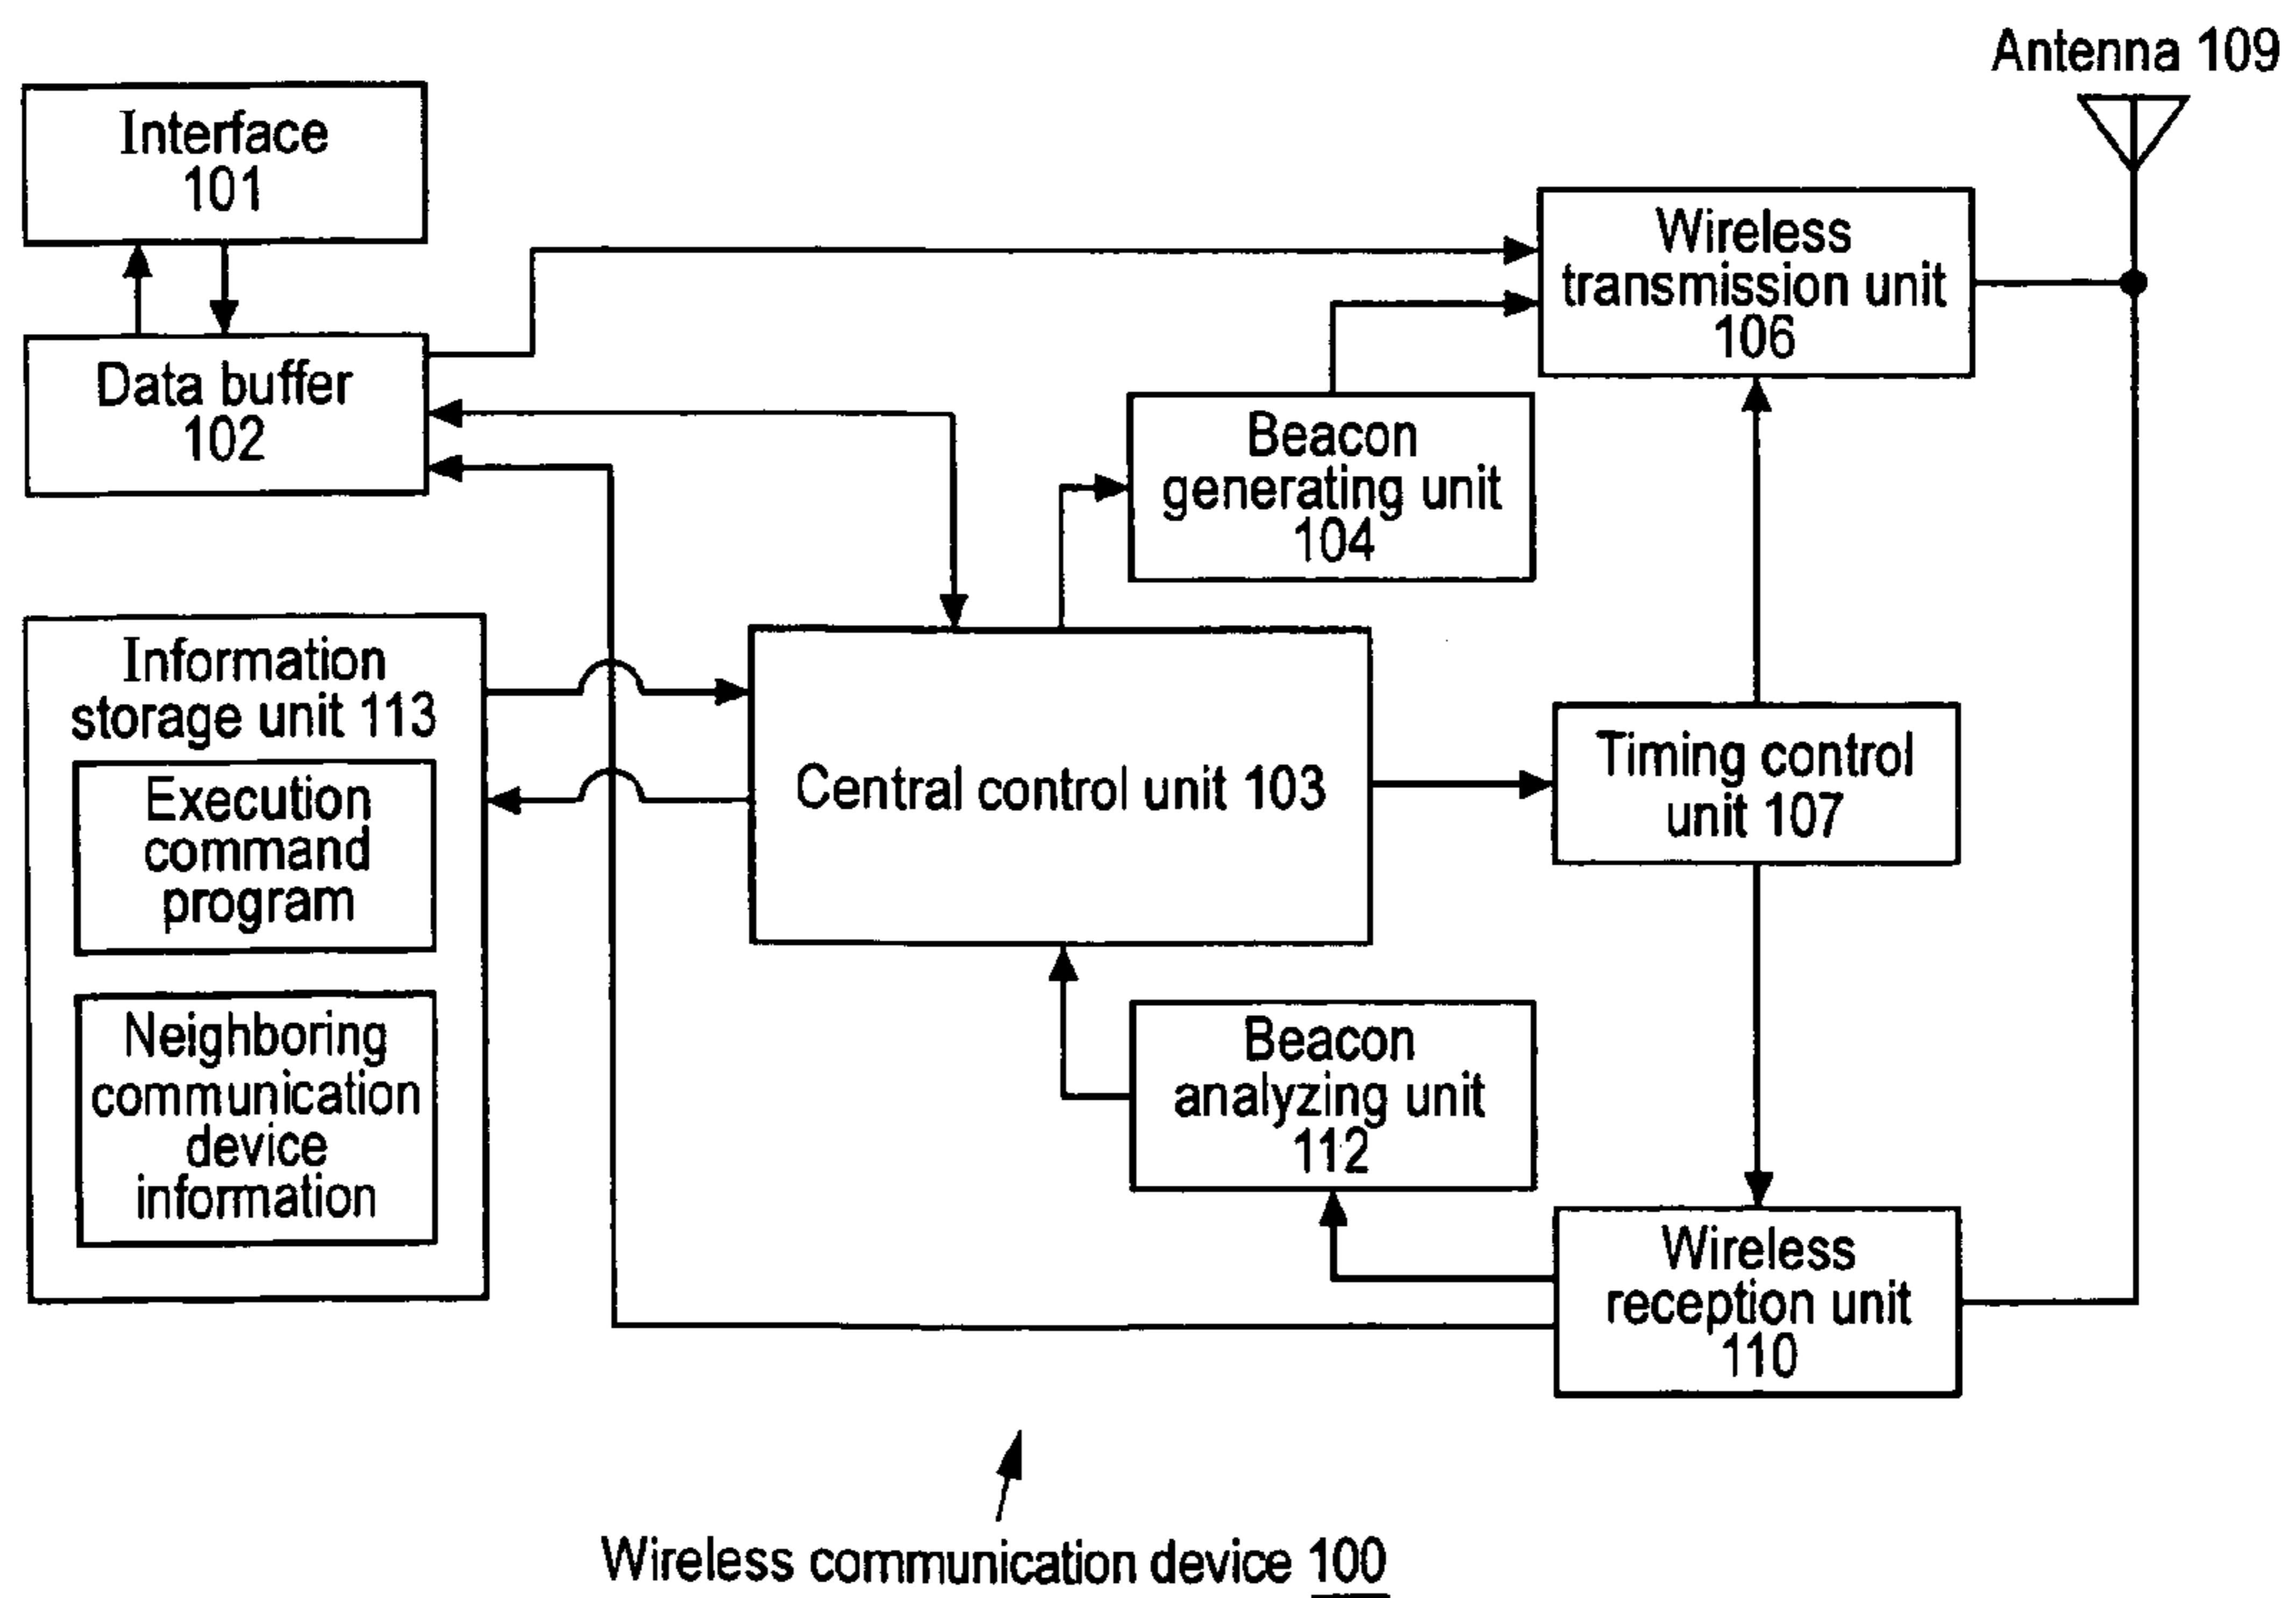 Antenna 109
Interface
101
Wireless
transmission unit
106
Data buffer
102
Beacon
generating unit
104
Information
storage unit 113
Execution
command
program
Neighboring
communication
device
information
Central control unit 103
Timing control
unit 107
Beacon
analyzing unit
112
Wireless
reception unit
110
Wireless communication device 100